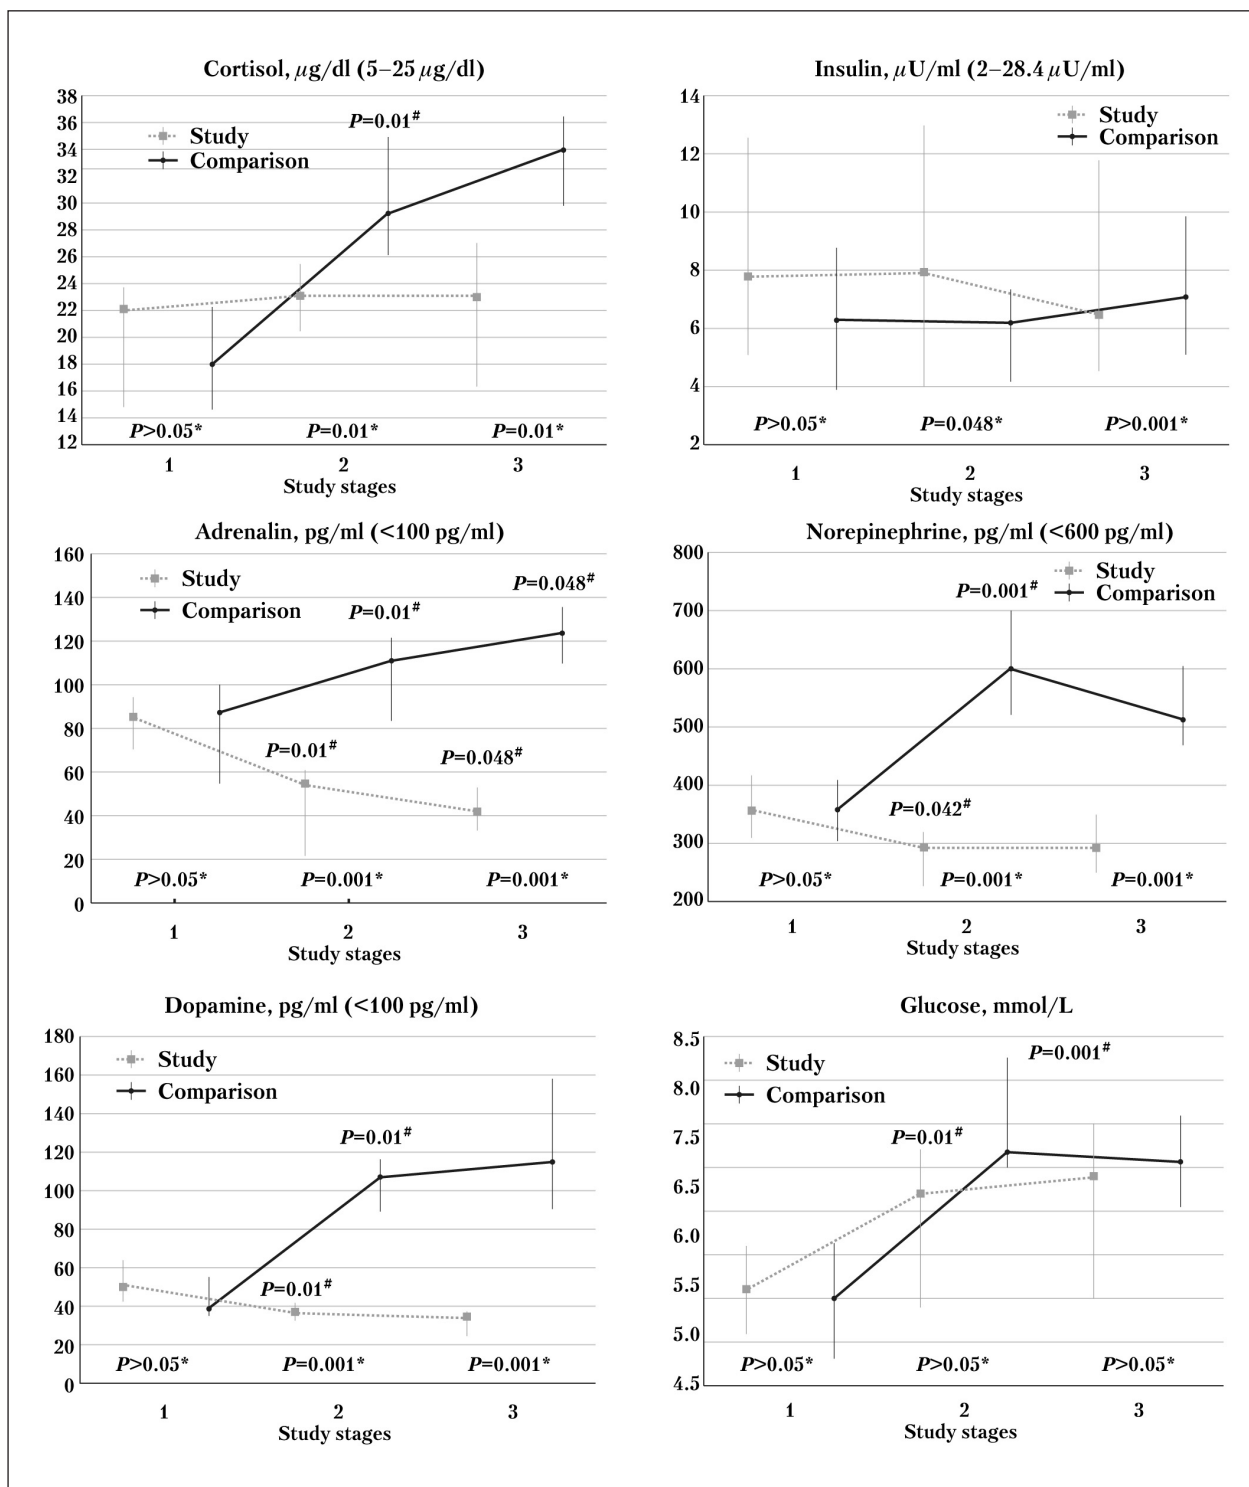 Cortisol, μg/dl (5–25 μg/dl)
38
36
34
32
30
28
26
24
22
20
18
16
14
12
Study
Comparison
P=0.01#
P>0.05*
P=0.01*
P=0.01*
1
2
3
Study stages
Insulin, μU/ml (2–28.4 μU/ml)
14
12
10
8
6
4
2
Study
Comparison
P>0.05*
P=0.048*
P>0.001*
1
2
3
Study stages
Adrenalin, pg/ml (<100 pg/ml)
160
140
120
100
80
60
40
20
0
Study
Comparison
P=0.048#
P=0.01#
P=0.01#
P=0.048#
P>0.05*
P=0.001*
P=0.001*
1
2
3
Study stages
Norepinephrine, pg/ml (<600 pg/ml)
800
700
600
500
400
300
200
Study
Comparison
P=0.001#
P=0.042#
P>0.05*
P=0.001*
P=0.001*
1
2
3
Study stages
Dopamine, pg/ml (<100 pg/ml)
180
160
140
120
100
80
60
40
20
0
Study
Comparison
P=0.01#
P=0.01#
P>0.05*
P=0.001*
P=0.001*
1
2
3
Study stages
Glucose, mmol/L
8.5
8.0
7.5
6.5
6.0
5.5
5.0
4.5
Study
Comparison
P=0.001#
P=0.01#
P>0.05*
P>0.05*
P>0.05*
1
2
3
Study stages